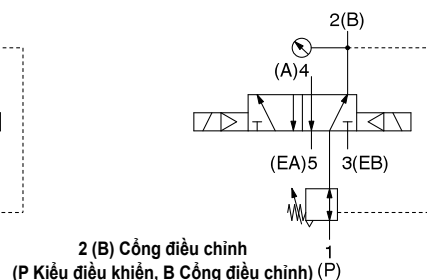 2(B)
(A)4
(EA)5 3(EB)
2 (B) Cổng điều chỉnh
1
(P Kiểu điều khiển, B Cổng điều chỉnh) (P)